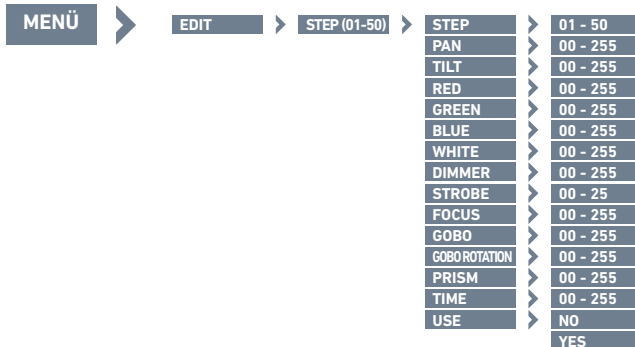 MENÜ EDIT STEP (01-50) STEP 01 - 50
PAN 00 - 255
TILT 00 - 255
RED 00 - 255
GREEN 00 - 255
BLUE 00 - 255
WHITE 00 - 255
DIMMER 00 - 255
STROBE 00 - 25
FOCUS 00 - 255
GOBO 00 - 255
GOBO ROTATION 00 - 255
PRISM 00 - 255
TIME 00 - 255
USE NO
YES